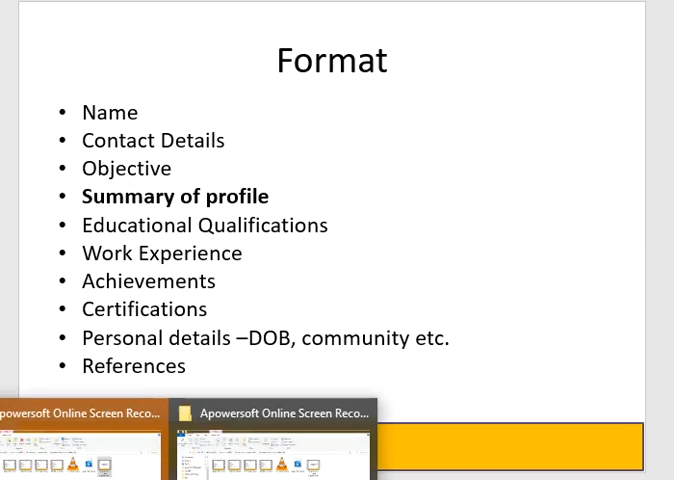 Format
• Name
• Contact Details
• Objective
• Summary of profile
• Educational Qualifications
• Work Experience
• Achievements
• Certifications
• Personal details –DOB, community etc.
• References
powersoft Online Screen Reco...
Apowersoft Online Screen Reco...